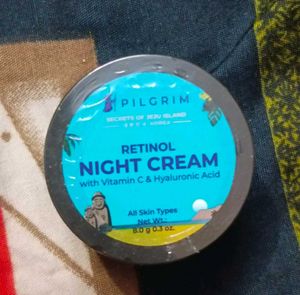 PILGRIM
SECRETS OF JEJU ISLAND
KOREA
RETINOL
NIGHT CREAM
with Vitamin C & Hyaluronic Acid
All Skin Types
Net Wt.
8.0 g 0.3 oz.